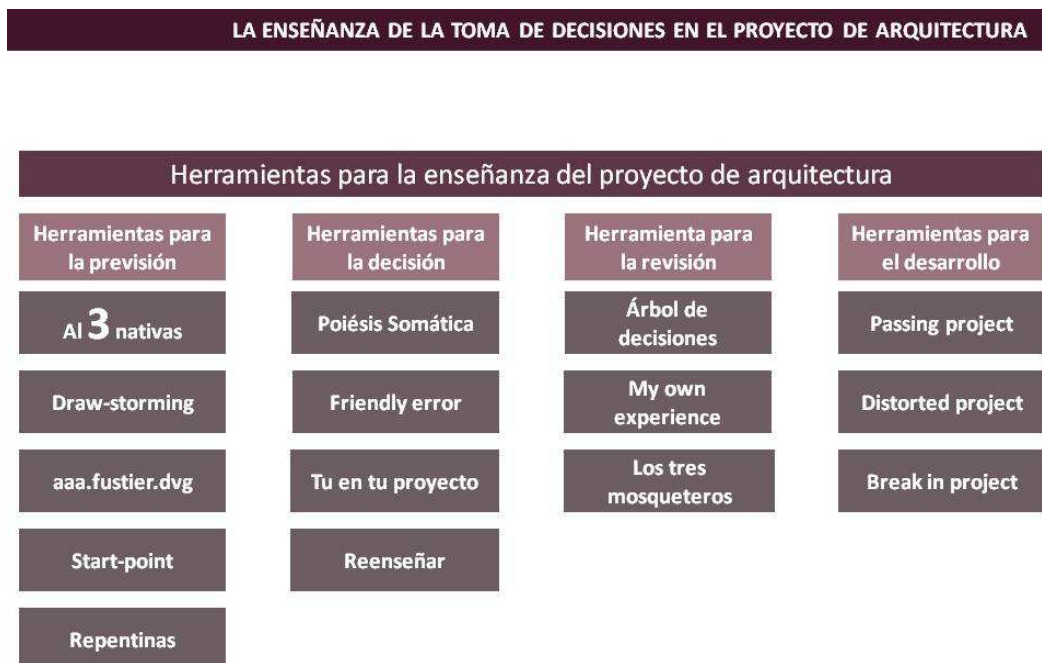 LA ENSEÑANZA DE LA TOMA DE DECISIONES EN EL PROYECTO DE ARQUITECTURA
Herramientas para la enseñanza del proyecto de arquitectura
Herramientas para
la previsión
Al 3 nativas
Draw-storming
aaa.fustier.dvg
Start-point
Repentinas
Herramientas para
la decisión
Poiésis Somática
Friendly error
Tu en tu proyecto
Reenseñar
Herramienta para
la revisión
Árbol de
decisiones
My own
experience
Los tres
mosqueteros
Herramientas para
el desarrollo
Passing project
Distorted project
Break in project